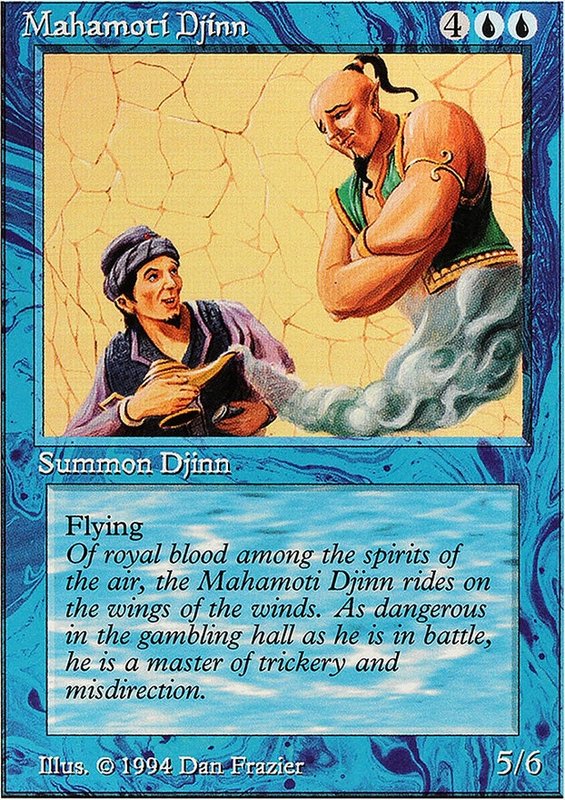 Mahamoti Djinn 4
Summon Djinn
Flying
Of royal blood among the spirits of
the air, the Mahamoti Djinn rides on
the wings of the winds. As dangerous
in the gambling hall as he is in battle,
he is a master of trickery and
misdirection.
Illus. © 1994 Dan Frazier 5/6